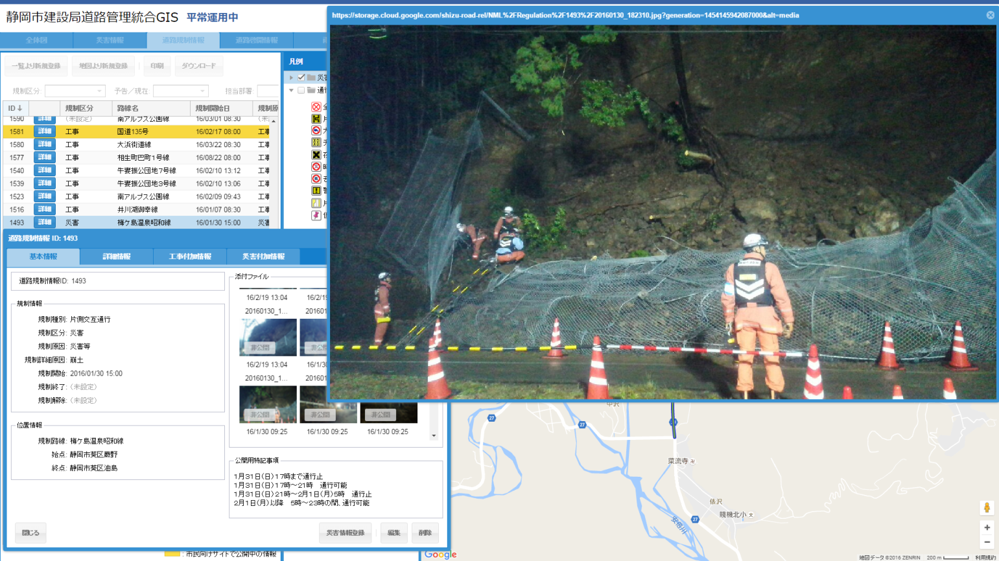 静岡市建設局道路管理統合GIS 平常運用中
全体図 災害情報 道路規制情報 道路啓開情報
一覧より新規登録 地図より新規登録 印刷 ダウンロード
規制区分: 予告／現在: 担当部署
ID 規制区分 路線名 規制開始日 規制原
1590 詳細 (未設定) 南アルプス公園線 16/03/01 08:30
1581 詳細 工事 国道135号 16/02/17 08:00 工事
1580 詳細 工事 大浜街道線 16/03/22 08:30 工事
1577 詳細 工事 相生町巴町1号線 16/08/22 08:00 工事
1540 詳細 工事 牛妻振公団地7号線 16/02/10 13:12 工事
1539 詳細 工事 牛妻振公団地3号線 16/02/10 13:06 工事
1523 詳細 工事 南アルプス公園線 16/02/09 09:43 工事
1516 詳細 工事 井川湖御幸線 16/01/07 08:30 工事
1493 詳細 災害 梅ケ島温泉昭和線 16/01/30 15:00 災害
凡例
災害
通行
https://storage.cloud.google.com/shizu-road-rel/NML%2FRegulation%2F1493%2F20160130_182310.jpg?generation=1454145942087000&alt=media
道路規制情報 ID: 1493
基本情報 詳細情報 工事付加情報 災害付加情報
道路規制情報ID: 1493
規制情報
規制種別: 片側交互通行
規制区分: 災害
規制原因: 災害等
規制詳細原因: 崩土
規制開始: 2016/01/30 15:00
規制終了: (未設定)
規制解除: (未設定)
位置情報
規制路線: 梅ケ島温泉昭和線
始点: 静岡市葵区蕨野
終点: 静岡市葵区油島
添付ファイル
16/2/19 13:04 16/2/1
20160130_1... 20160
非公開
16/2/19 13:04 16/1/3
20160130_1... 20160
非公開 非公開 非公開
16/1/30 09:25 16/1/30 09:25 16/1/30 09:25
公開用特記事項
1月31日(日)17時まで通行止
1月31日(日)17時～21時 通行可能
1月31日(日)21時～2月1日(月)5時 通行止
2月1日(月)以降 5時～23時の間、通行可能
閉じる 災害情報登録 編集 削除
: 市民向けサイトで公開中の情報
Google
中沢
27
27
菜流寺
俵沢
賤機北小
27
安倍川
地図データ ©2016 ZENRIN 200 m 利用規約